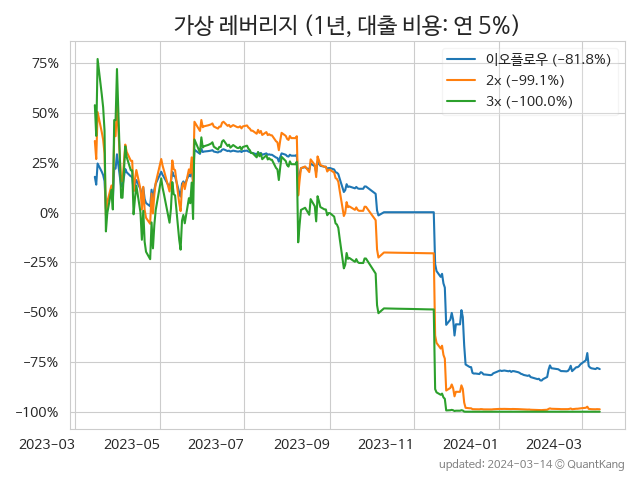 가상 레버리지 (1년, 대출 비용: 연 5%)
이오플로우 (−81.8%)
2x (−99.1%)
3x (−100.0%)
75%
50%
25%
0%
−25%
−50%
−75%
−100%
2023-03 2023-05 2023-07 2023-09 2023-11 2024-01 2024-03
updated: 2024-03-14 © QuantKang